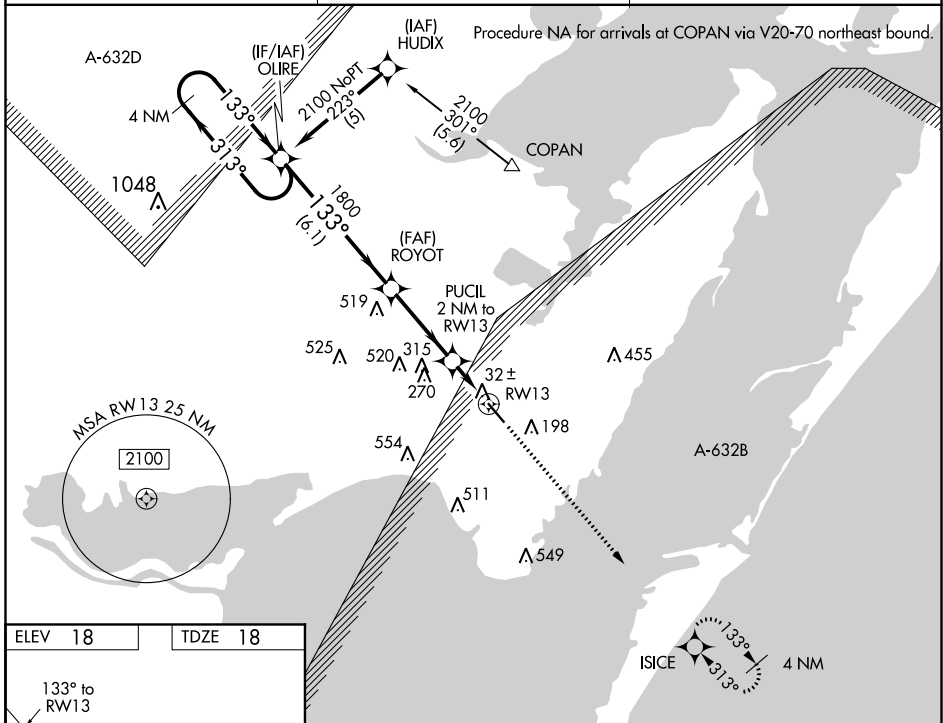 Procedure NA for arrivals at COPAN via V20-70 northeast bound.
(IAF)
HUDIX
A-632D
(IF/IAF)
OLIRE
4 NM
133°
313°
2100 NoPT
223°
(5)
2100
301°
(5.6)
COPAN
1048
1800
133°
(6.1)
(FAF)
ROYOT
519
PUCIL
2 NM to
RW13
525
520
315
270
32 ±
RW13
455
198
MSA RW13 25 NM
2100
554
A-632B
511
549
ELEV 18
TDZE 18
133° to
RW13
ISICE
133°
313°
4 NM